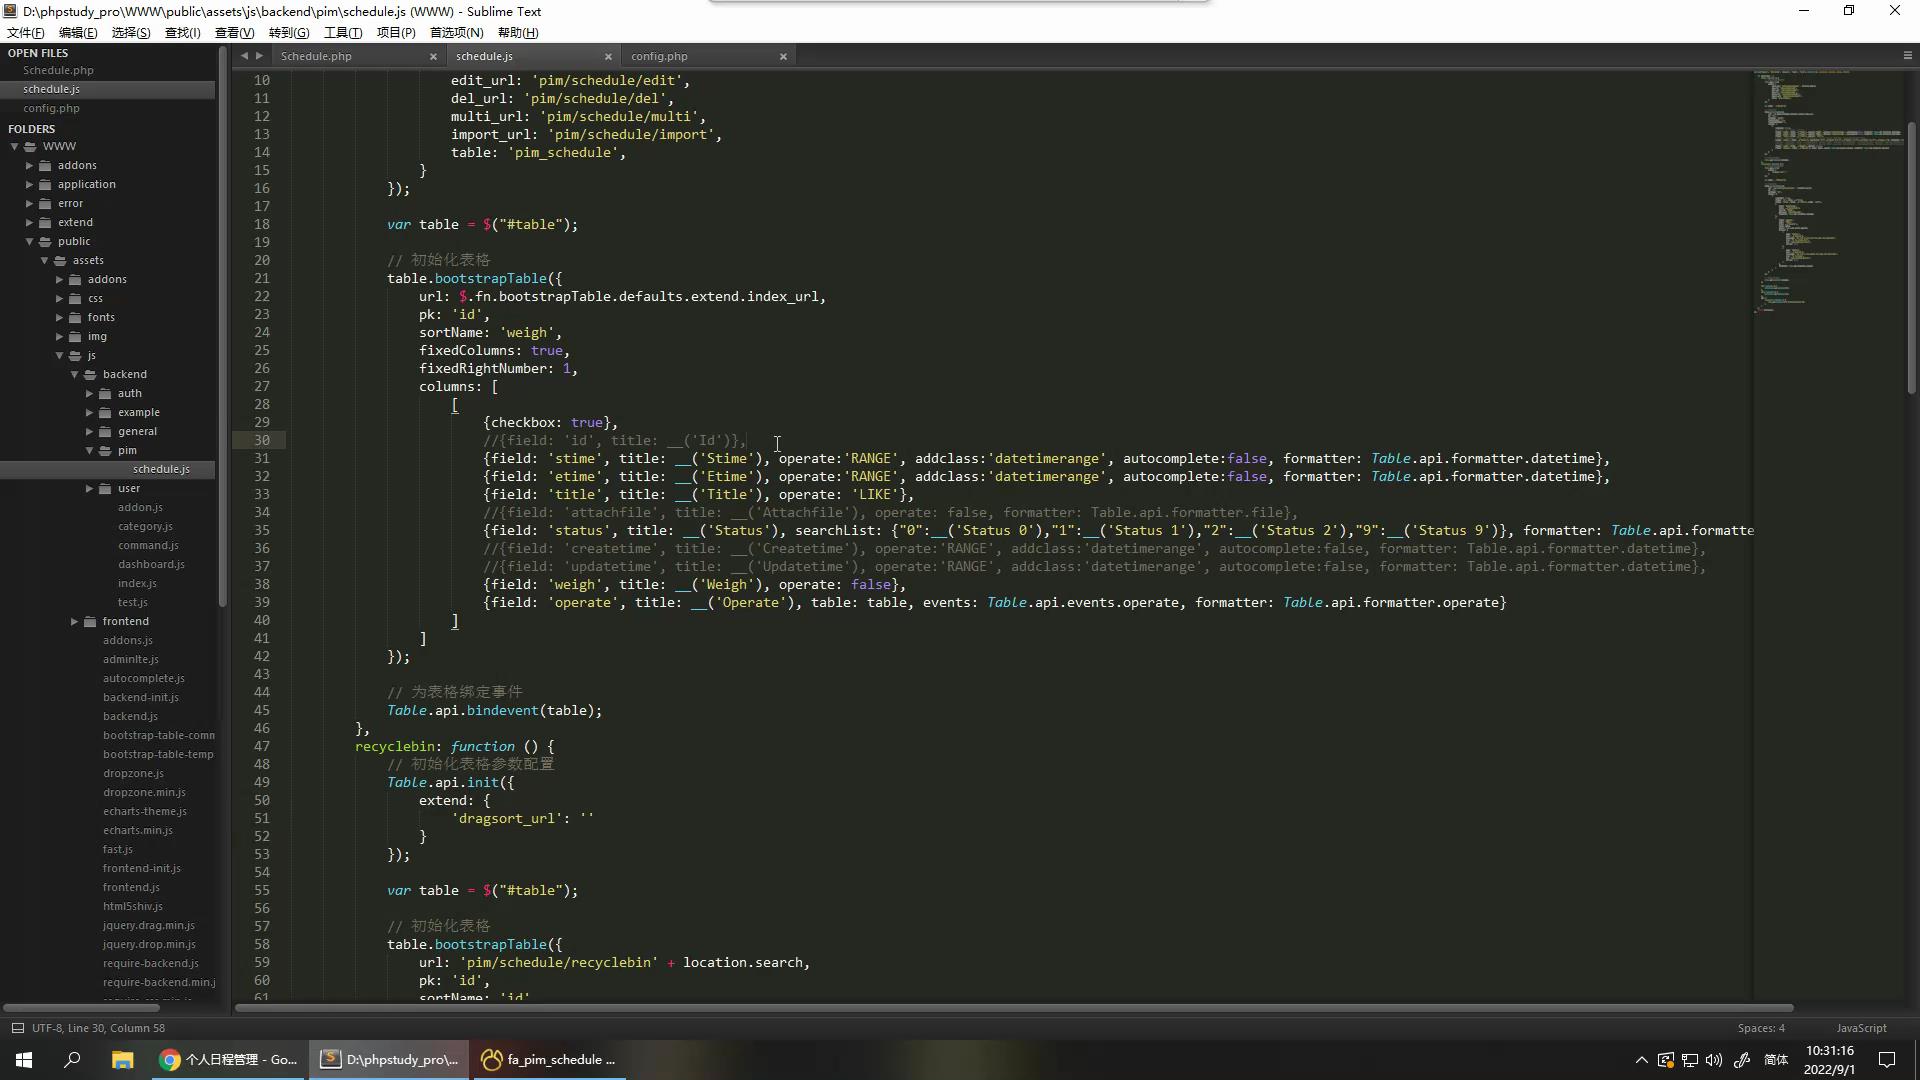 D:\phpstudy_pro\WWW\public\assets\js\backend\pim\schedule.js (WWW) - Sublime Text
文件(F) 编辑(E) 选择(S) 查找(I) 查看(V) 转到(G) 工具(T) 项目(P) 首选项(N) 帮助(H)
OPEN FILES
Schedule.php
schedule.js
config.php
FOLDERS
WWW
addons
application
error
extend
public
assets
addons
css
fonts
img
js
backend
auth
example
general
pim
schedule.js
user
addon.js
category.js
command.js
dashboard.js
index.js
test.js
frontend
addons.js
adminlte.js
autocomplete.js
backend-init.js
backend.js
bootstrap-table-comm
bootstrap-table-temp
dropzone.js
dropzone.min.js
echarts-theme.js
echarts.min.js
fast.js
frontend-init.js
frontend.js
html5shiv.js
jquery.drag.min.js
jquery.drop.min.js
require-backend.js
require-backend.min.j
Schedule.php schedule.js config.php
10 edit_url: 'pim/schedule/edit',
11 del_url: 'pim/schedule/del',
12 multi_url: 'pim/schedule/multi',
13 import_url: 'pim/schedule/import',
14 table: 'pim_schedule',
15 }
16 });
17
18 var table = $("#table");
19
20 // 初始化表格
21 table.bootstrapTable({
22 url: $.fn.bootstrapTable.defaults.extend.index_url,
23 pk: 'id',
24 sortName: 'weigh',
25 fixedColumns: true,
26 fixedRightNumber: 1,
27 columns: [
28 [
29 {checkbox: true},
30 //{field: 'id', title: __('Id')},
31 {field: 'stime', title: __('Stime'), operate:'RANGE', addclass:'datetimerange', autocomplete:false, formatter: Table.api.formatter.datetime},
32 {field: 'etime', title: __('Etime'), operate:'RANGE', addclass:'datetimerange', autocomplete:false, formatter: Table.api.formatter.datetime},
33 {field: 'title', title: __('Title'), operate: 'LIKE'},
34 //{field: 'attachfile', title: __('Attachfile'), operate: false, formatter: Table.api.formatter.file},
35 {field: 'status', title: __('Status'), searchList: {"0":__('Status 0'),"1":__('Status 1'),"2":__('Status 2'),"9":__('Status 9')}, formatter: Table.api.formatte
36 //{field: 'createtime', title: __('Createtime'), operate:'RANGE', addclass:'datetimerange', autocomplete:false, formatter: Table.api.formatter.datetime},
37 //{field: 'updatetime', title: __('Updatetime'), operate:'RANGE', addclass:'datetimerange', autocomplete:false, formatter: Table.api.formatter.datetime},
38 {field: 'weigh', title: __('Weigh'), operate: false},
39 {field: 'operate', title: __('Operate'), table: table, events: Table.api.events.operate, formatter: Table.api.formatter.operate}
40 ]
41 ]
42 });
43
44 // 为表格绑定事件
45 Table.api.bindevent(table);
46 },
47 recyclebin: function () {
48 // 初始化表格参数配置
49 Table.api.init({
50 extend: {
51 'dragsort_url': ''
52 }
53 });
54
55 var table = $("#table");
56
57 // 初始化表格
58 table.bootstrapTable({
59 url: 'pim/schedule/recyclebin' + location.search,
60 pk: 'id',
61 sortName: 'id'
UTF-8, Line 30, Column 58 Spaces: 4 JavaScript
个人日程管理 - Go... D:\phpstudy_pro\... fa_pim_schedule ... 简体 10:31:16
2022/9/1